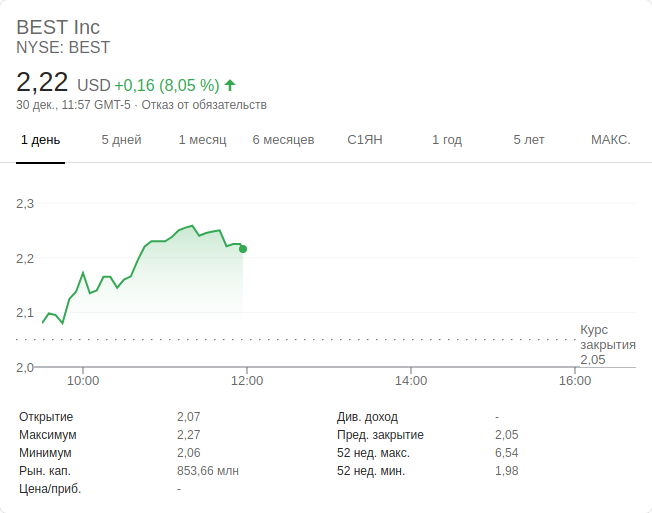 BEST Inc
NYSE: BEST
2,22 USD +0,16 (8,05 %)
30 дек., 11:57 GMT-5 · Отказ от обязательств
1 день 5 дней 1 месяц 6 месяцев С1ЯН 1 год 5 лет МАКС.
2,3
2,2
2,1
2,0
Курс
закрытия
2,05
10:00 12:00 14:00 16:00
Открытие 2,07 Див. доход -
Максимум 2,27 Пред. закрытие 2,05
Минимум 2,06 52 нед. макс. 6,54
Рын. кап. 853,66 млн 52 нед. мин. 1,98
Цена/приб. -